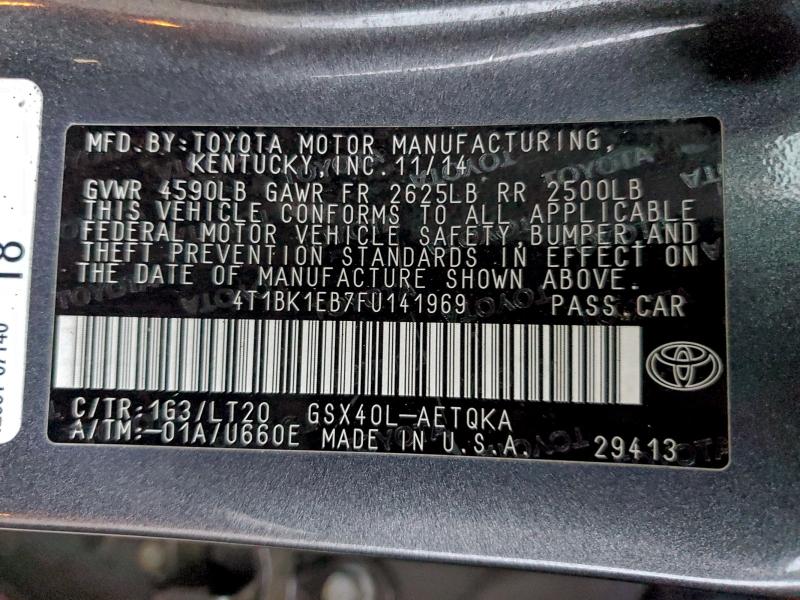 MFD.BY:TOYOTA MOTOR MANUFACTURING,
KENTUCKY,INC. 11/14
GVWR 4590LB GAWR FR 2625LB RR 2500LB
THIS VEHICLE CONFORMS TO ALL APPLICABLE
FEDERAL MOTOR VEHICLE SAFETY,BUMPER,AND
THEFT PREVENTION STANDARDS IN EFFECT ON
THE DATE OF MANUFACTURE SHOWN ABOVE.
4T1BK1EB7FU141969 PASS.CAR
C/TR:1G3/LT20 GSX40L-AETQKA
A/TM:-01A/U660E MADE IN U.S.A. 29413
18